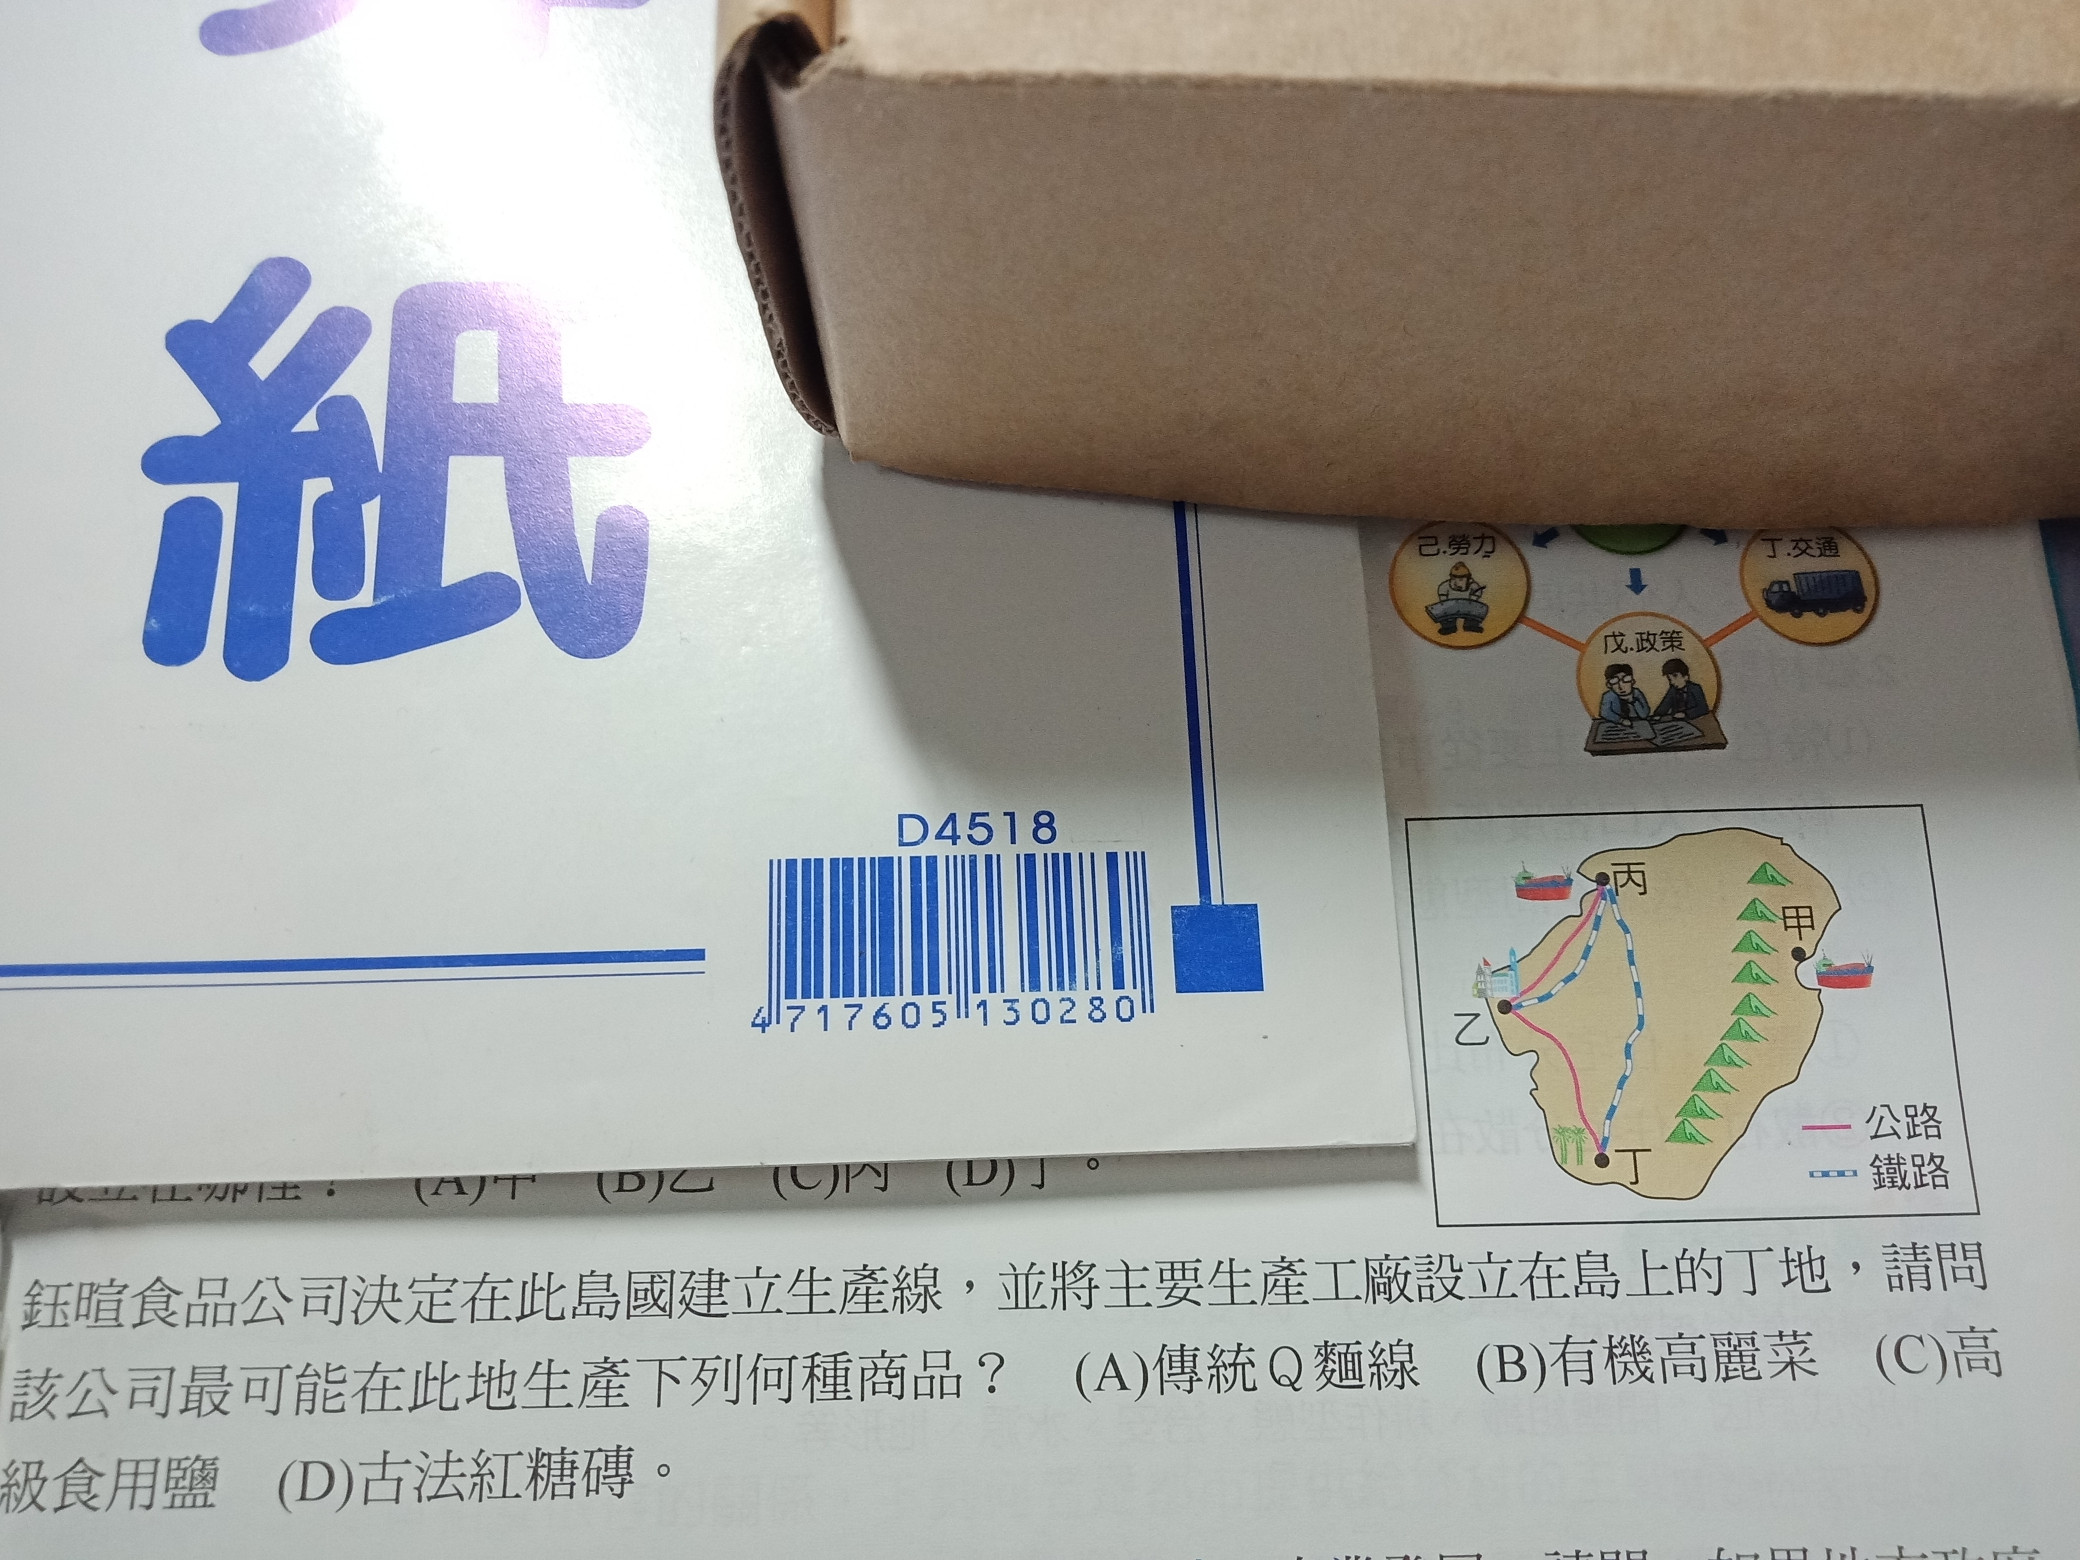 紙
D4518
4 717605 130280
己.勞力
丁.交通
戊.政策
丙
甲
乙
丁
公路
鐵路
(A)甲 (B)乙 (C)丙 (D)丁。
鈺暄食品公司決定在此島國建立生產線，並將主要生產工廠設立在島上的丁地，請問
該公司最可能在此地生產下列何種商品？ (A)傳統Q麵線 (B)有機高麗菜 (C)高
級食用鹽 (D)古法紅糖磚。